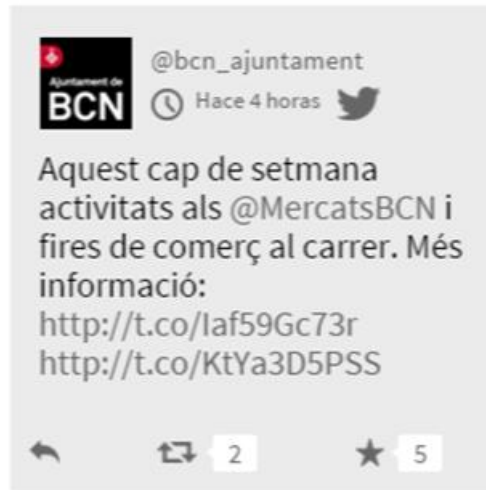 Ajuntament de
BCN
@bcn_ajuntament
Hace 4 horas
Aquest cap de setmana
activitats als @MercatsBCN i
fires de comerç al carrer. Més
informació:
http://t.co/Iaf59Gc73r
http://t.co/KtYa3D5PSS
2
5